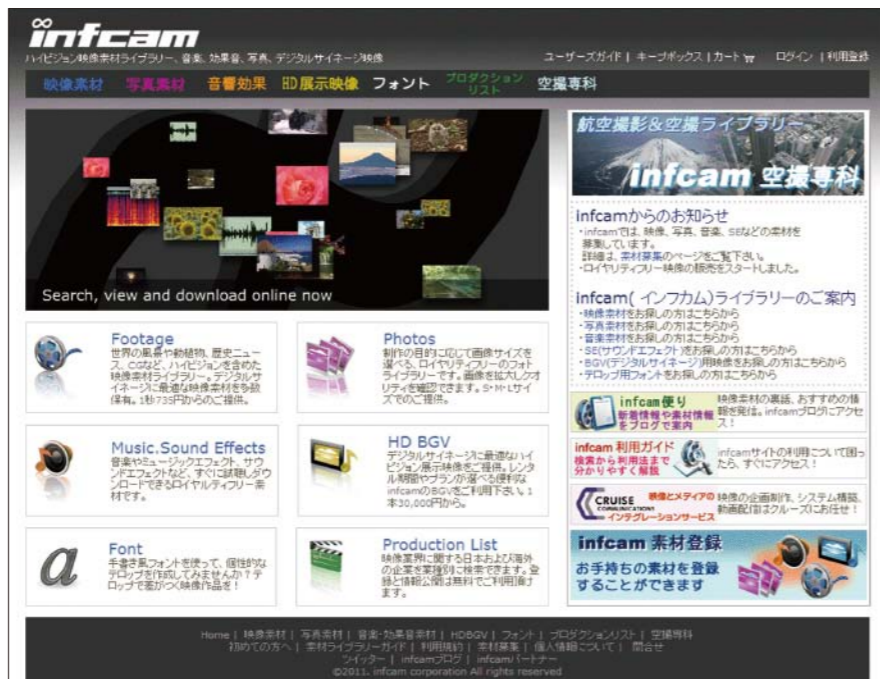 infcam
ハイビジョン映像素材ライブラリー、音楽、効果音、写真、デジタルサイネージ映像
ユーザーズガイド | キープボックス | カート ログイン | 利用登録
映像素材 写真素材 音響効果 HD展示映像 フォント プロダクションリスト 空撮専科
Search, view and download online now
航空撮影&空撮ライブラリー
infcam 空撮専科
infcamからのお知らせ
・infcamでは、映像、写真、音楽、SEなどの素材を
募集しています。
詳細は、素材募集のページをご覧下さい。
・ロイヤリティフリー映像の販売をスタートしました。
infcam( インフカム)ライブラリーのご案内
・映像素材をお探しの方はこちらから
・写真素材をお探しの方はこちらから
・音楽素材をお探しの方はこちらから
・SE(サウンドエフェクト)をお探しの方はこちらから
・BGV(デジタルサイネージ)用映像をお探しの方はこちらから
・テロップ用フォントをお探しの方はこちらから
Footage
世界の風景や動植物、歴史ニュー
ス、CGなど、ハイビジョンを含めた
映像素材ライブラリー。デジタルサ
イネージに最適な映像素材を多数
保有。1秒735円からのご提供。
Photos
制作の目的に応じて画像サイズを
選べる、ロイヤリティフリーのフォト
ライブラリーです。画像を拡大しクオ
リティを確認できます。S・M・Lサイ
ズでのご提供。
Music.Sound Effects
音楽やミュージックエフェクト、サウ
ンドエフェクトなど、すぐに試聴しダウ
ンロードできるロイヤルティフリー素
材です。
HD BGV
デジタルサイネージに最適なハイ
ビジョン展示映像をご提供。レンタ
ル期間やプランが選べる便利な
infcamのBGVをご利用下さい。1
本30,000円から。
Font
手書き風フォントを使って、個性的な
テロップを作成してみませんか?テ
ロップで差がつく映像作品を!
Production List
映像業界に関する日本および海外
の企業を業種別に検索できます。登
録と情報公開は無料でご利用頂け
ます。
infcam便り
新着情報や素材情報
をブログで案内
映像素材の裏話、おすすめの情
報を発信。infcamブログにアクセ
ス!
infcam 利用ガイド
検索から利用法まで
分かりやすく解説
infcamサイトの利用について困っ
たら、すぐにアクセス!
CRUISE
COMMUNICATIONS
映像とメディアの
インテグレーションサービス
映像の企画制作、システム構築、
動画配信はクルーズにお任せ!
infcam 素材登録
お手持ちの素材を登録
することができます
a
Home | 映像素材 | 写真素材 | 音楽・効果音素材 | HDBGV | フォント | プロダクションリスト | 空撮専科
初めての方へ | 素材ライブラリーガイド | 利用規約 | 素材募集 | 個人情報について | 問合せ
ツイッター | infcamブログ | infcamパートナー
©2011. infcam corporation All rights reserved